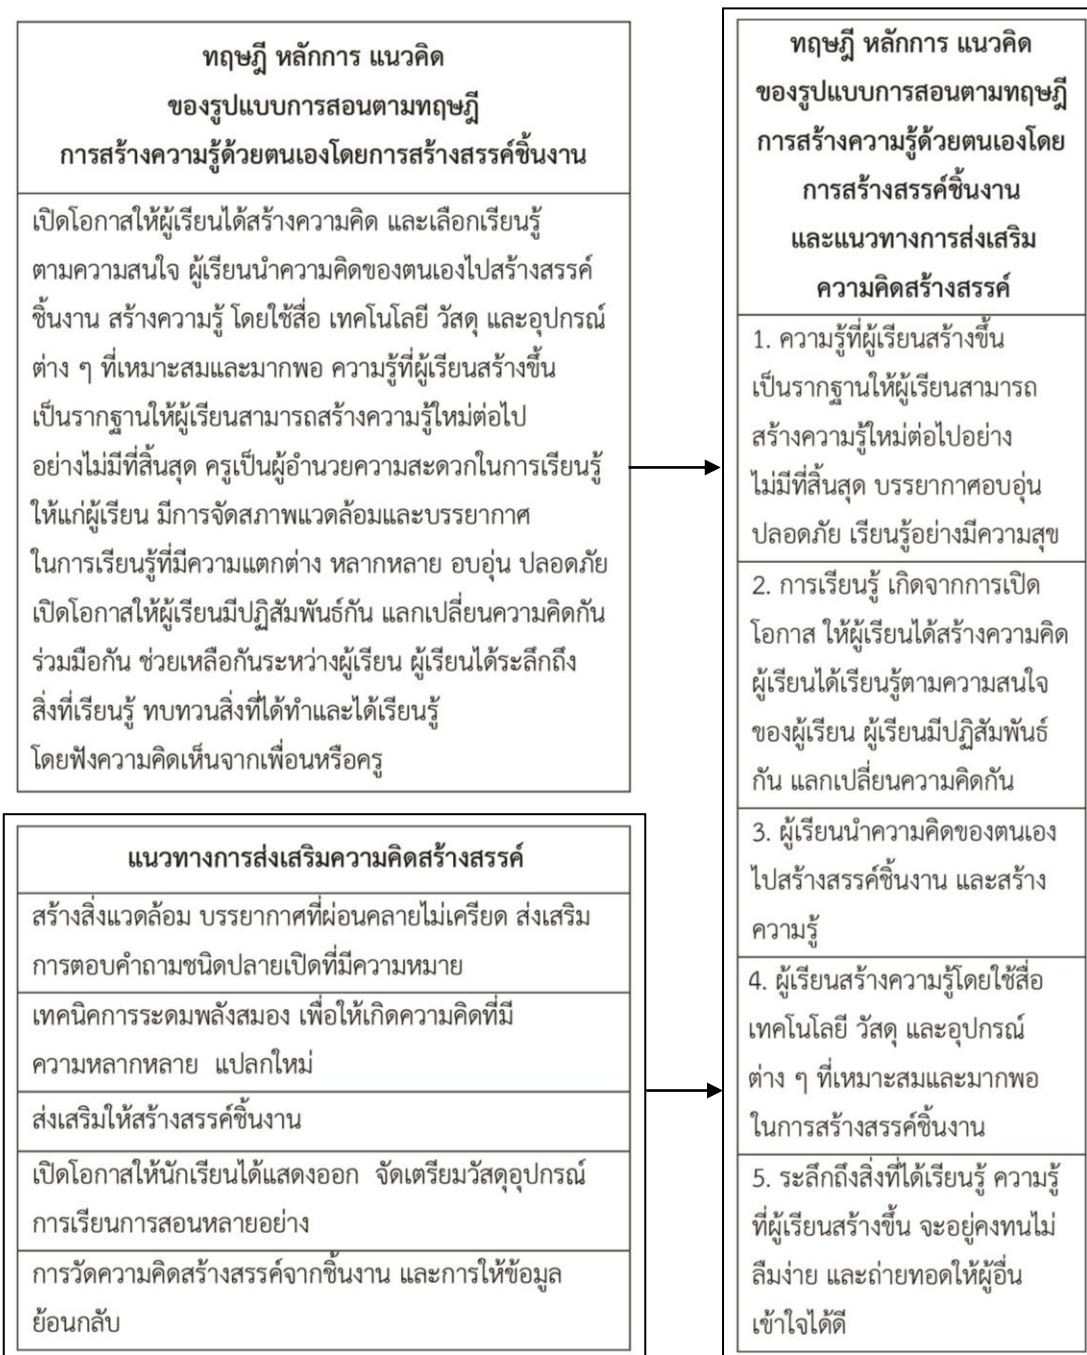 ทฤษฎี หลักการ แนวคิด
ของรูปแบบการสอนตามทฤษฎี
การสร้างความรู้ด้วยตนเองโดยการสร้างสรรค์ชิ้นงาน
เปิดโอกาสให้ผู้เรียนได้สร้างความคิด และเลือกเรียนรู้
ตามความสนใจ ผู้เรียนนำความคิดของตนเองไปสร้างสรรค์
ชิ้นงาน สร้างความรู้ โดยใช้สื่อ เทคโนโลยี วัสดุ และอุปกรณ์
ต่าง ๆ ที่เหมาะสมและมากพอ ความรู้ที่ผู้เรียนสร้างขึ้น
เป็นรากฐานให้ผู้เรียนสามารถสร้างความรู้ใหม่ต่อไป
อย่างไม่มีที่สิ้นสุด ครูเป็นผู้อำนวยความสะดวกในการเรียนรู้
ให้แก่ผู้เรียน มีการจัดสภาพแวดล้อมและบรรยากาศ
ในการเรียนรู้ที่มีความแตกต่าง หลากหลาย อบอุ่น ปลอดภัย
เปิดโอกาสให้ผู้เรียนมีปฏิสัมพันธ์กัน แลกเปลี่ยนความคิดกัน
ร่วมมือกัน ช่วยเหลือกันระหว่างผู้เรียน ผู้เรียนได้ระลึกถึง
สิ่งที่เรียนรู้ ทบทวนสิ่งที่ได้ทำและได้เรียนรู้
โดยฟังความคิดเห็นจากเพื่อนหรือครู
แนวทางการส่งเสริมความคิดสร้างสรรค์
สร้างสิ่งแวดล้อม บรรยากาศที่ผ่อนคลายไม่เครียด ส่งเสริม
การตอบคำถามชนิดปลายเปิดที่มีความหมาย
เทคนิคการระดมพลังสมอง เพื่อให้เกิดความคิดที่มี
ความหลากหลาย แปลกใหม่
ส่งเสริมให้สร้างสรรค์ชิ้นงาน
เปิดโอกาสให้นักเรียนได้แสดงออก จัดเตรียมวัสดุอุปกรณ์
การเรียนการสอนหลายอย่าง
การวัดความคิดสร้างสรรค์จากชิ้นงาน และการให้ข้อมูล
ย้อนกลับ
ทฤษฎี หลักการ แนวคิด
ของรูปแบบการสอนตามทฤษฎี
การสร้างความรู้ด้วยตนเองโดย
การสร้างสรรค์ชิ้นงาน
และแนวทางการส่งเสริม
ความคิดสร้างสรรค์
1. ความรู้ที่ผู้เรียนสร้างขึ้น
เป็นรากฐานให้ผู้เรียนสามารถ
สร้างความรู้ใหม่ต่อไปอย่าง
ไม่มีที่สิ้นสุด บรรยากาศอบอุ่น
ปลอดภัย เรียนรู้อย่างมีความสุข
2. การเรียนรู้ เกิดจากการเปิด
โอกาส ให้ผู้เรียนได้สร้างความคิด
ผู้เรียนได้เรียนรู้ตามความสนใจ
ของผู้เรียน ผู้เรียนมีปฏิสัมพันธ์
กัน แลกเปลี่ยนความคิดกัน
3. ผู้เรียนนำความคิดของตนเอง
ไปสร้างสรรค์ชิ้นงาน และสร้าง
ความรู้
4. ผู้เรียนสร้างความรู้โดยใช้สื่อ
เทคโนโลยี วัสดุ และอุปกรณ์
ต่าง ๆ ที่เหมาะสมและมากพอ
ในการสร้างสรรค์ชิ้นงาน
5. ระลึกถึงสิ่งที่ได้เรียนรู้ ความรู้
ที่ผู้เรียนสร้างขึ้น จะอยู่คงทนไม่
ลืมง่าย และถ่ายทอดให้ผู้อื่น
เข้าใจได้ดี